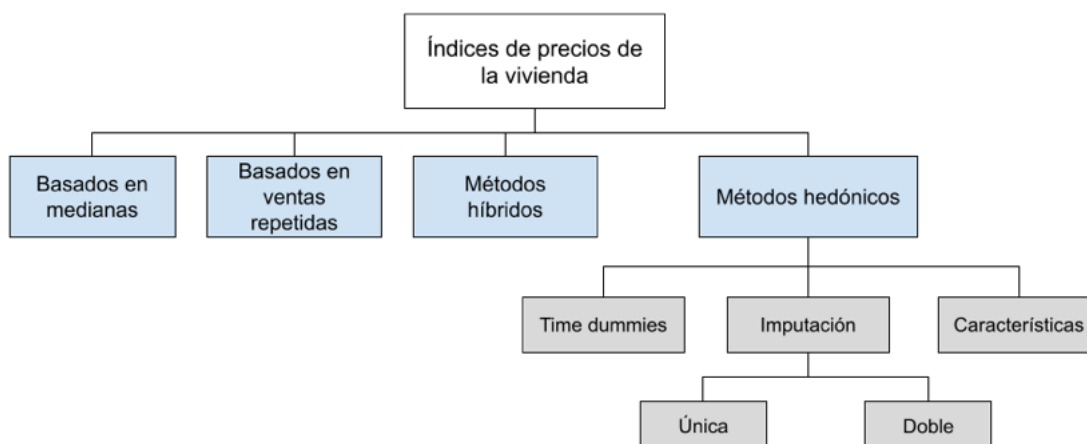 Índices de precios de
la vivienda
Basados en
medianas
Basados en
ventas
repetidas
Métodos
híbridos
Métodos hedónicos
Time dummies
Imputación
Características
Única
Doble